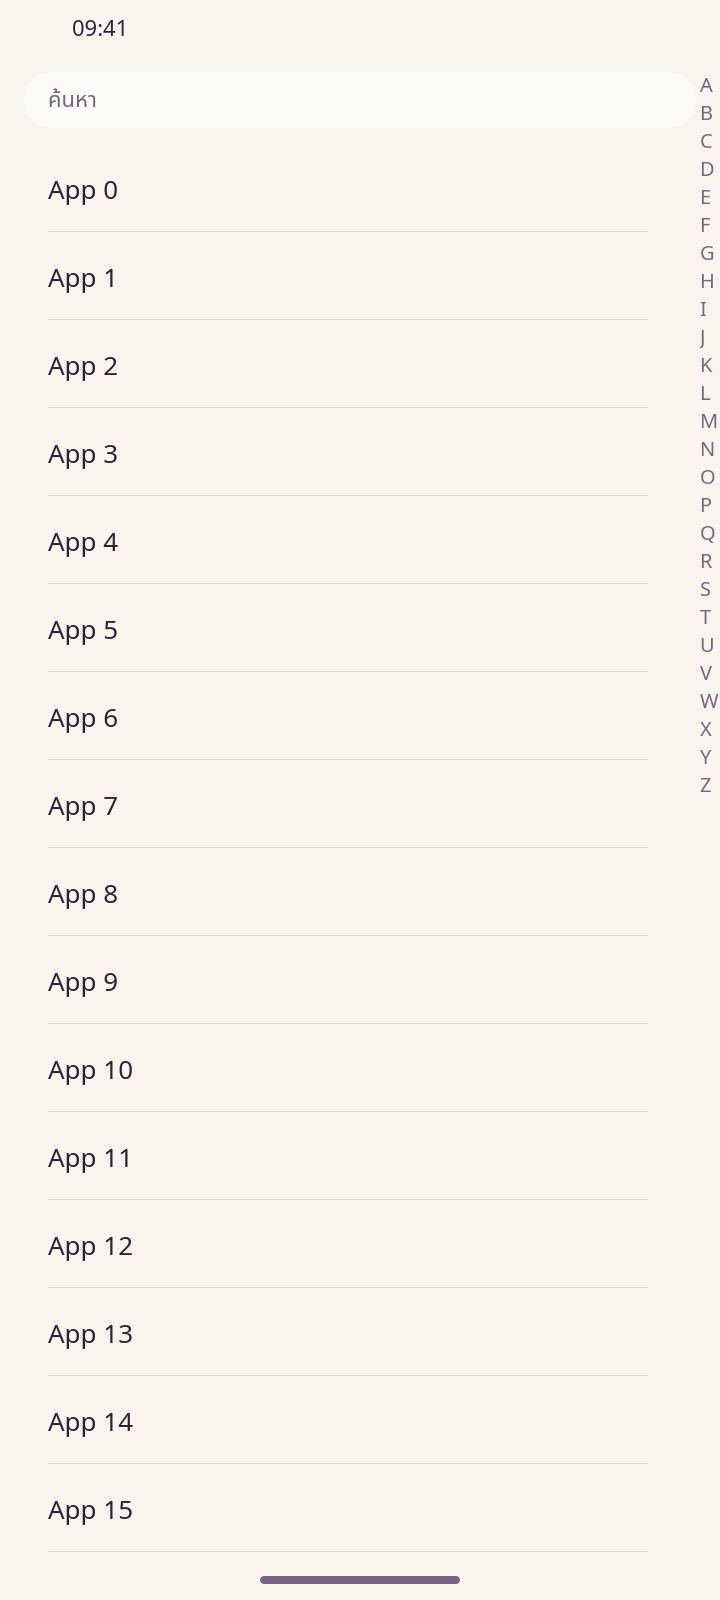 09:41
ค้นหา
App 0
App 1
App 2
App 3
App 4
App 5
App 6
App 7
App 8
App 9
App 10
App 11
App 12
App 13
App 14
App 15
A
B
C
D
E
F
G
H
I
J
K
L
M
N
O
P
Q
R
S
T
U
V
W
X
Y
Z